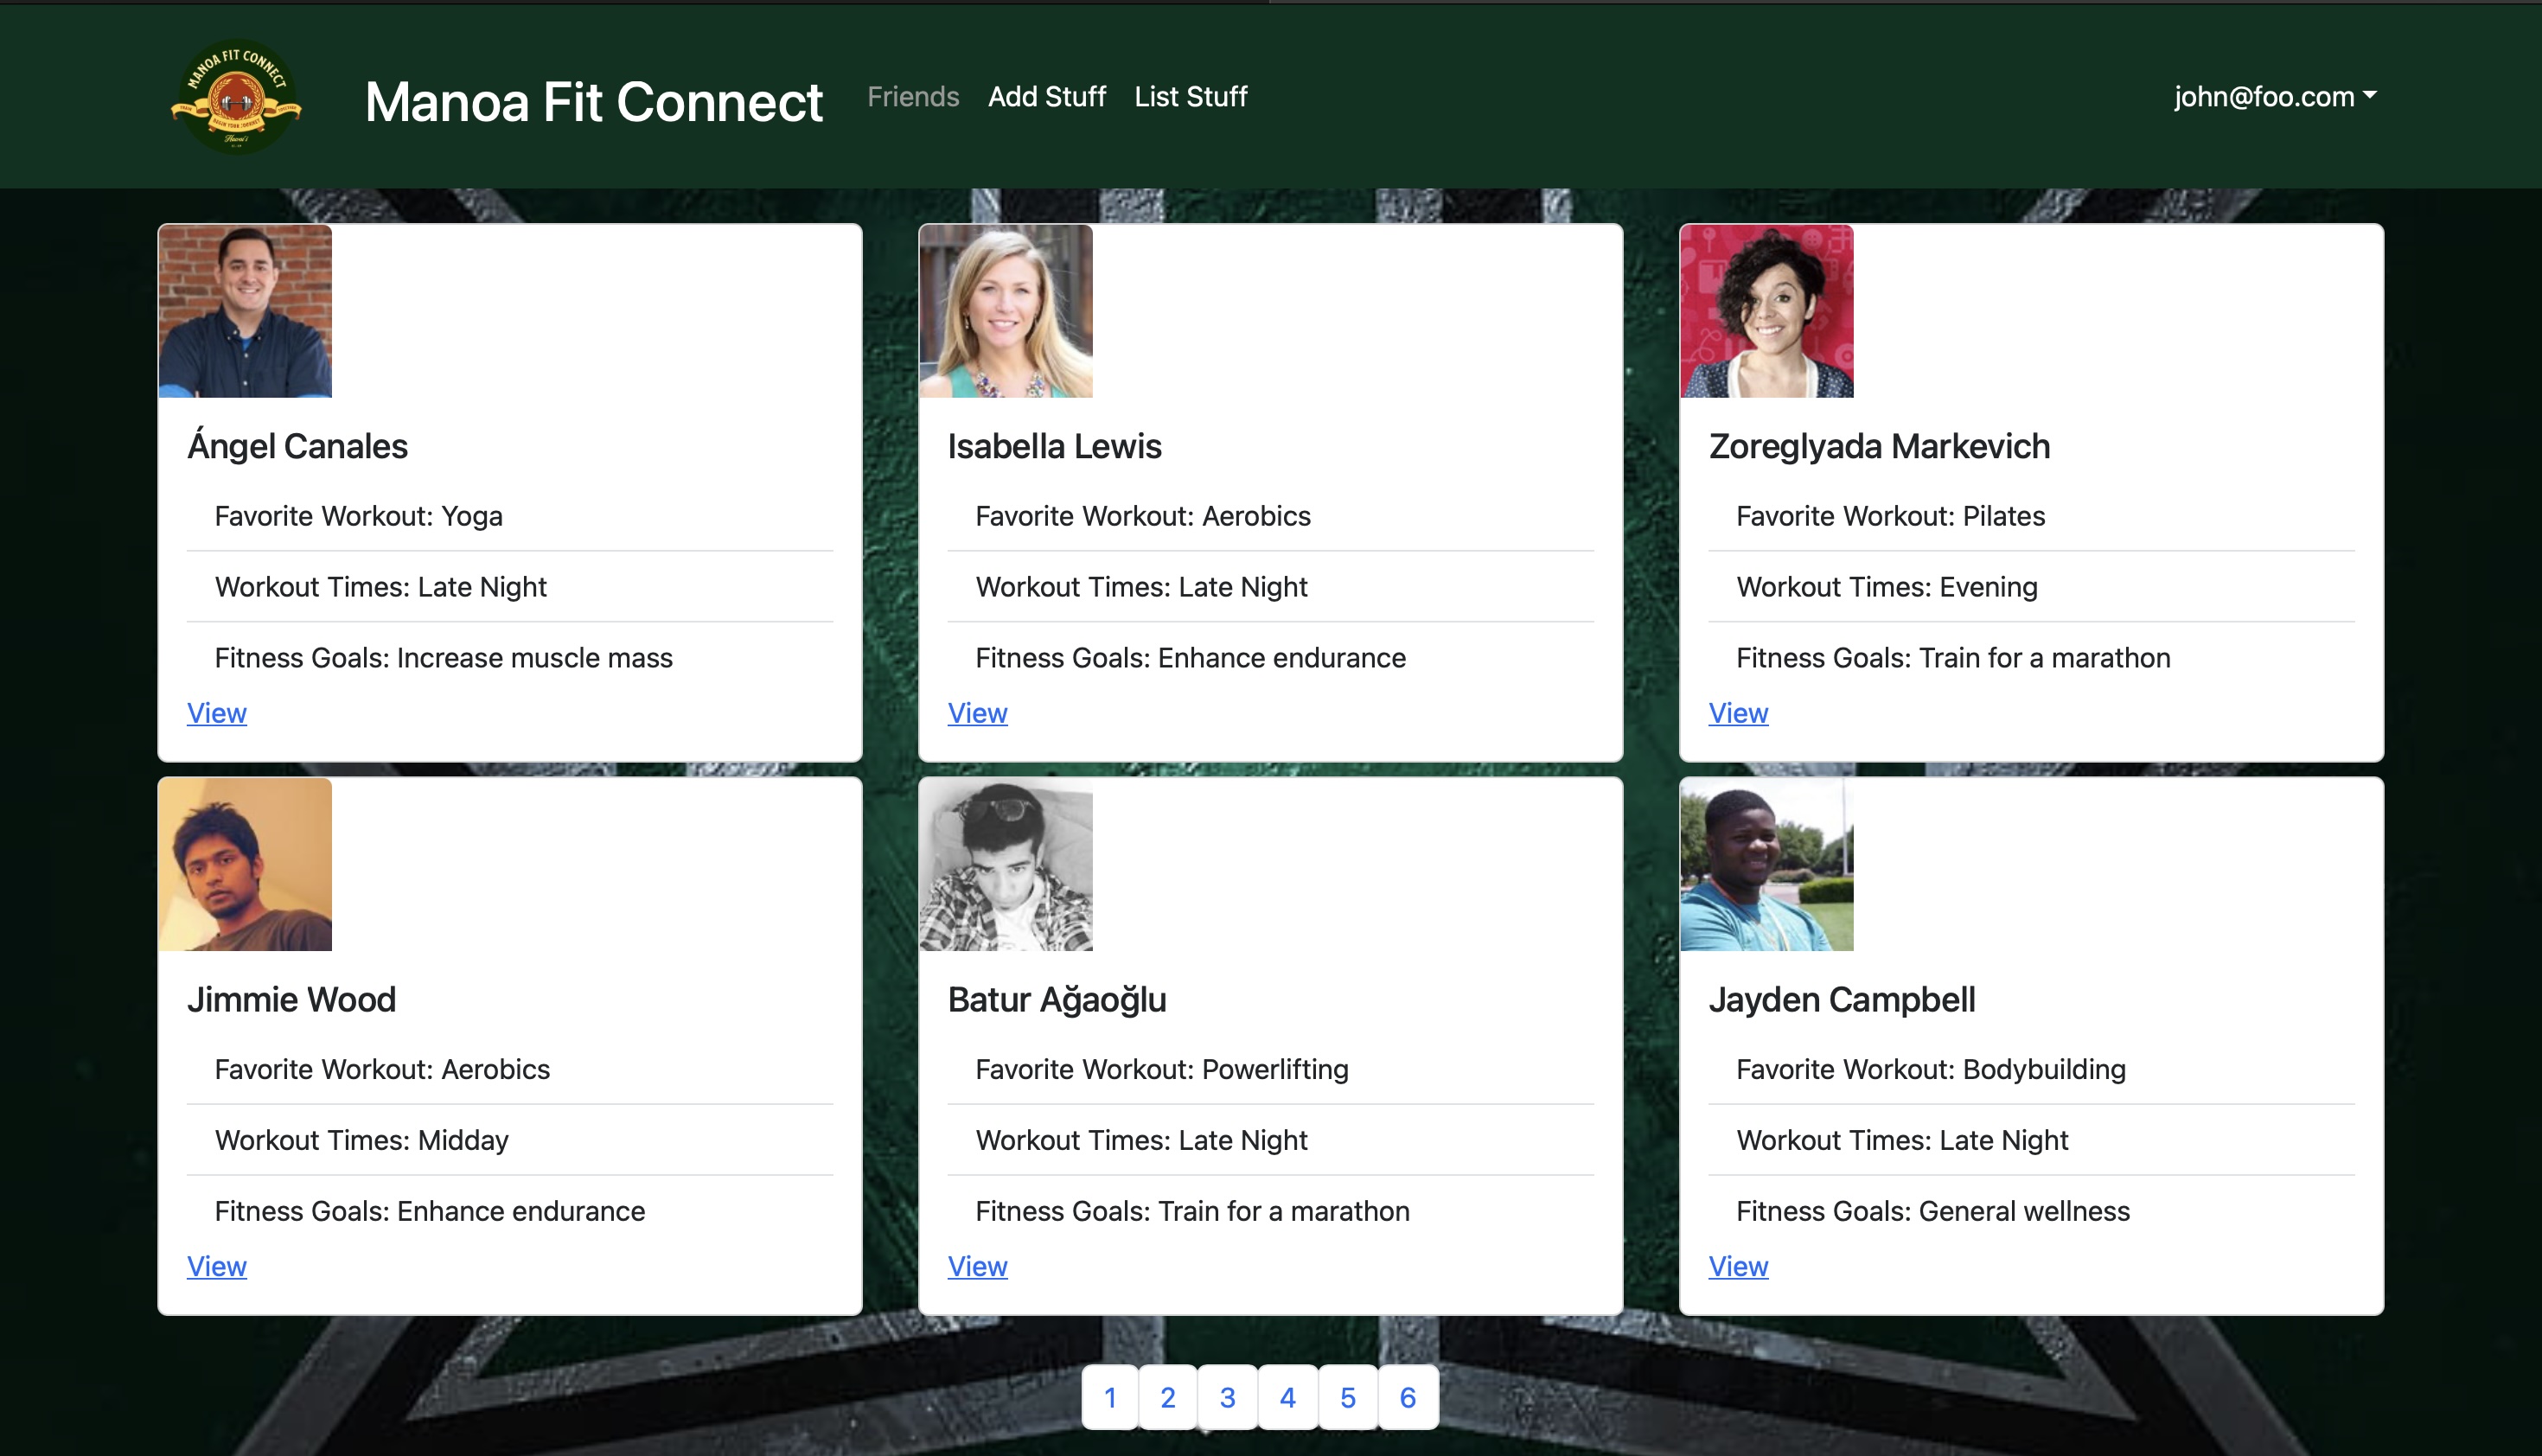 MANOA FIT CONNECT
Manoa Fit Connect
Friends
Add Stuff
List Stuff
john@foo.com
Ángel Canales
Favorite Workout: Yoga
Workout Times: Late Night
Fitness Goals: Increase muscle mass
View
Isabella Lewis
Favorite Workout: Aerobics
Workout Times: Late Night
Fitness Goals: Enhance endurance
View
Zoreglyada Markevich
Favorite Workout: Pilates
Workout Times: Evening
Fitness Goals: Train for a marathon
View
Jimmie Wood
Favorite Workout: Aerobics
Workout Times: Midday
Fitness Goals: Enhance endurance
View
Batur Ağaoğlu
Favorite Workout: Powerlifting
Workout Times: Late Night
Fitness Goals: Train for a marathon
View
Jayden Campbell
Favorite Workout: Bodybuilding
Workout Times: Late Night
Fitness Goals: General wellness
View
1 2 3 4 5 6